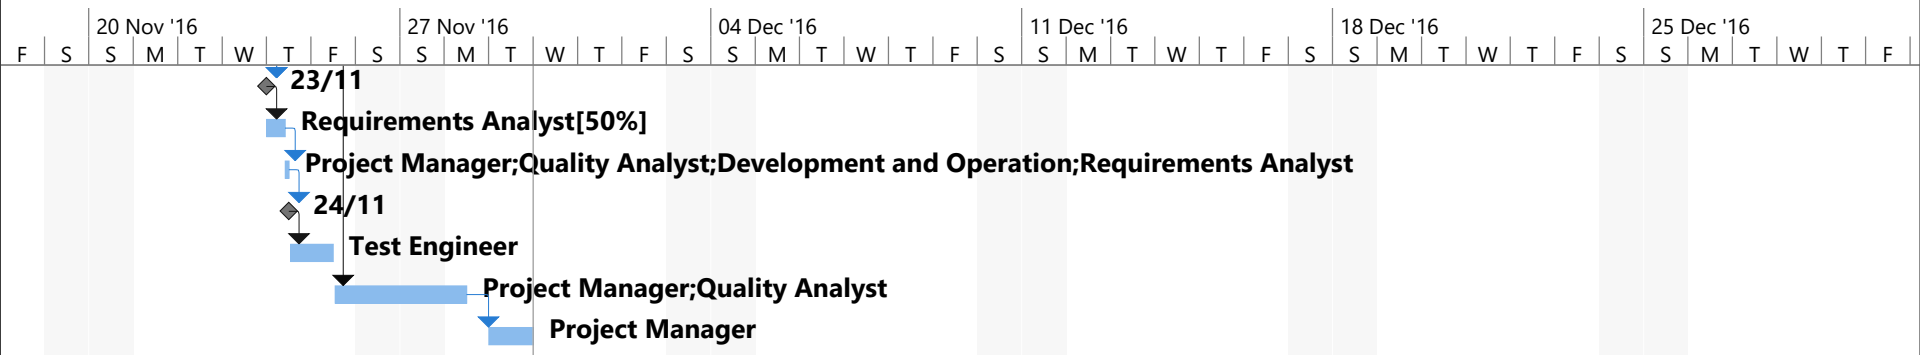 20 Nov '16 27 Nov '16 04 Dec '16 11 Dec '16 18 Dec '16 25 Dec '16
F S S M T W T F S S M T W T F S S M T W T F S S M T W T F S S M T W T F S S M T W T F
23/11
Requirements Analyst[50%]
Project Manager;Quality Analyst;Development and Operation;Requirements Analyst
24/11
Test Engineer
Project Manager;Quality Analyst
Project Manager